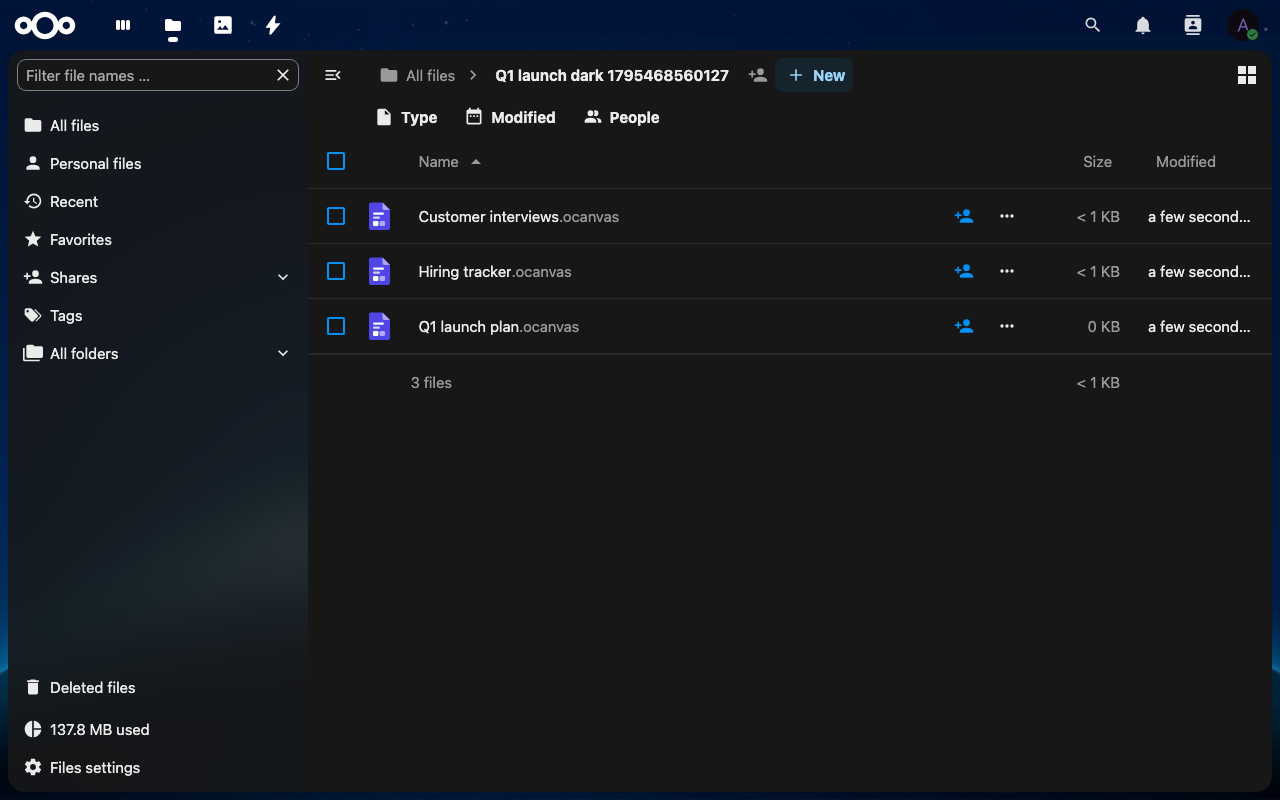 A
Filter file names ...
All files
Q1 launch dark 1795468560127
New
Type
Modified
People
All files
Personal files
Recent
Favorites
Shares
Tags
All folders
Name
Size
Modified
Customer interviews.ocanvas
< 1 KB
a few second...
Hiring tracker.ocanvas
< 1 KB
a few second...
Q1 launch plan.ocanvas
0 KB
a few second...
3 files
< 1 KB
Deleted files
137.8 MB used
Files settings